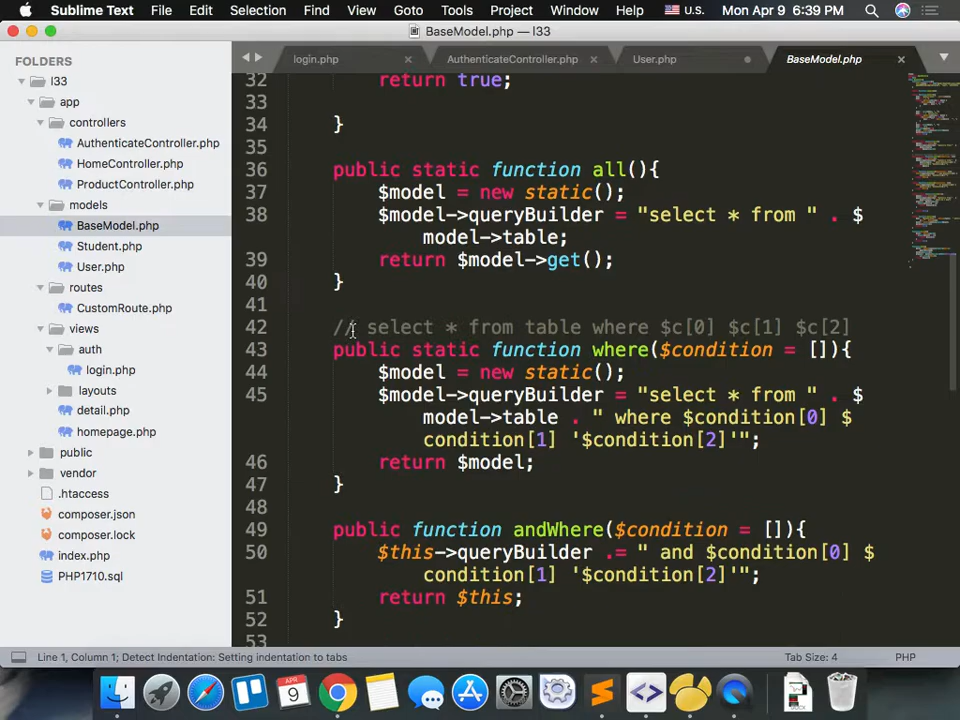 Sublime Text File Edit Selection Find View Goto Tools Project Window Help U.S. Mon Apr 9 6:39 PM
BaseModel.php — l33
FOLDERS
l33
app
controllers
AuthenticateController.php
HomeController.php
ProductController.php
models
BaseModel.php
Student.php
User.php
routes
CustomRoute.php
views
auth
login.php
layouts
detail.php
homepage.php
public
vendor
.htaccess
composer.json
composer.lock
index.php
PHP1710.sql
login.php AuthenticateController.php User.php BaseModel.php
32 return true;
33
34 }
35
36 public static function all(){
37 $model = new static();
38 $model->queryBuilder = "select * from " . $
model->table;
39 return $model->get();
40 }
41
42 // select * from table where $c[0] $c[1] $c[2]
43 public static function where($condition = []){
44 $model = new static();
45 $model->queryBuilder = "select * from " . $
model->table . " where $condition[0] $
condition[1] '$condition[2]'";
46 return $model;
47 }
48
49 public function andWhere($condition = []){
50 $this->queryBuilder .= " and $condition[0] $
condition[1] '$condition[2]'";
51 return $this;
52 }
53
Line 1, Column 1; Detect Indentation: Setting indentation to tabs Tab Size: 4 PHP
APR
9